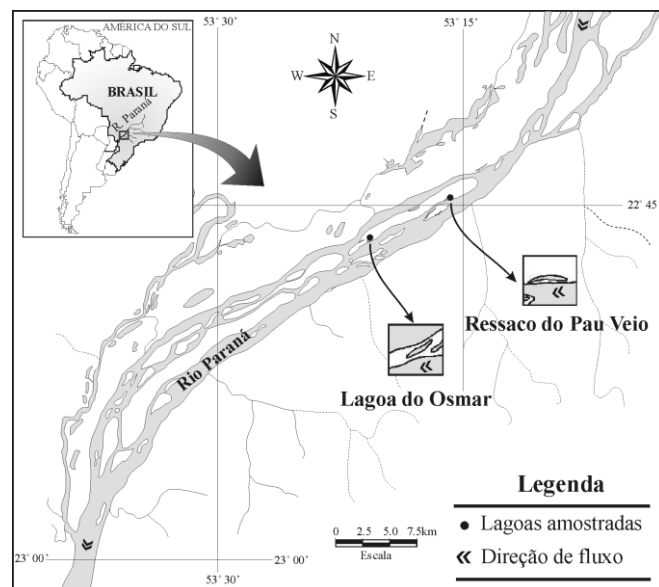 AMÉRICA DO SUL
BRASIL
R. Paraná
53° 30'
53° 15'
N
W E
S
22° 45'
Ressaco do Pau Veio
Lagoa do Osmar
Rio Paraná
Legenda
Lagoas amostradas
« Direção de fluxo
0 2.5 5.0 7.5km
Escala
23° 00'
23° 00'
53° 30'